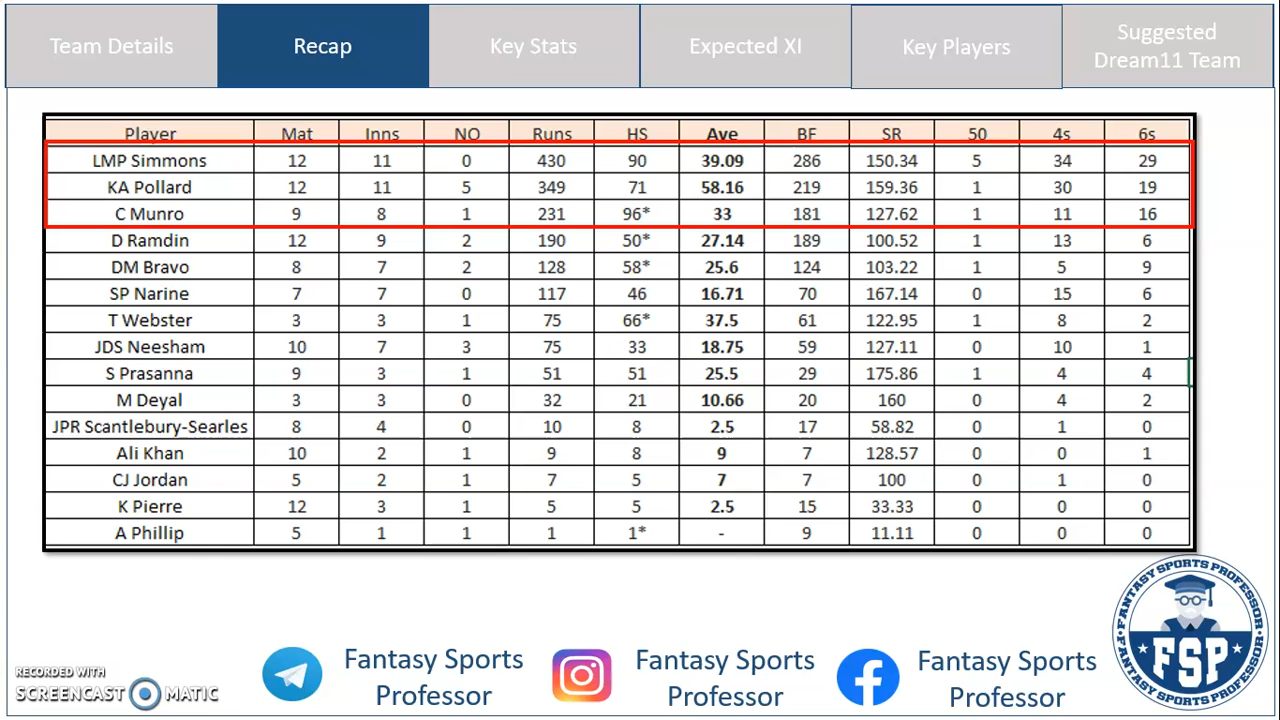 Team Details Recap Key Stats Expected XI Key Players Suggested
Dream11 Team
Player Mat Inns NO Runs HS Ave BF SR 50 4s 6s
LMP Simmons 12 11 0 430 90 39.09 286 150.34 5 34 29
KA Pollard 12 11 5 349 71 58.16 219 159.36 1 30 19
C Munro 9 8 1 231 96* 33 181 127.62 1 11 16
D Ramdin 12 9 2 190 50* 27.14 189 100.52 1 13 6
DM Bravo 8 7 2 128 58* 25.6 124 103.22 1 5 9
SP Narine 7 7 0 117 46 16.71 70 167.14 0 15 6
T Webster 3 3 1 75 66* 37.5 61 122.95 1 8 2
JDS Neesham 10 7 3 75 33 18.75 59 127.11 0 10 1
S Prasanna 9 3 1 51 51 25.5 29 175.86 1 4 4
M Deyal 3 3 0 32 21 10.66 20 160 0 4 2
JPR Scantlebury-Searles 8 4 0 10 8 2.5 17 58.82 0 1 0
Ali Khan 10 2 1 9 8 9 7 128.57 0 0 1
CJ Jordan 5 2 1 7 5 7 7 100 0 1 0
K Pierre 12 3 1 5 5 2.5 15 33.33 0 0 0
A Phillip 5 1 1 1 1* - 9 11.11 0 0 0
FANTASY SPORTS PROFESSOR
FANTASY SPORTS PROFESSOR
FSP
RECORDED WITH
SCREENCAST MATIC
Fantasy Sports
Professor
Fantasy Sports
Professor
Fantasy Sports
Professor